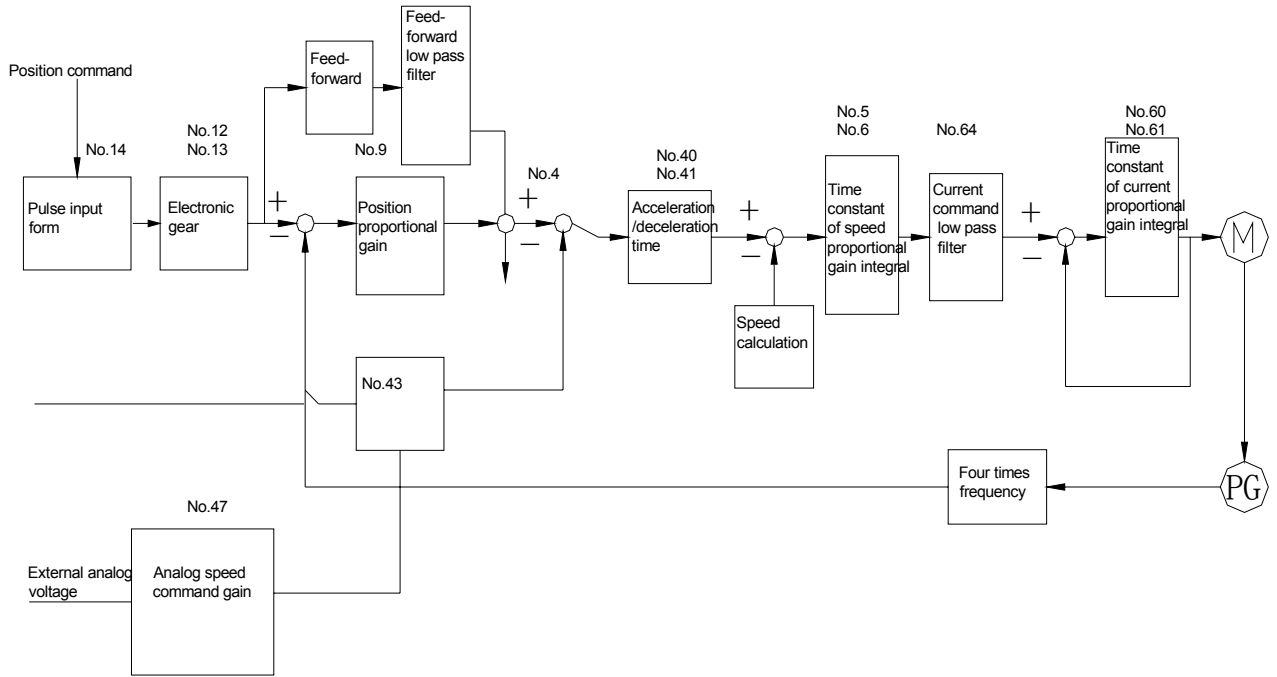 Feed-
forward
low pass
filter
Feed-
forward
Position command
No.14
No.12
No.13
No.9
No.4
No.40
No.41
No.5
No.6
No.64
No.60
No.61
Pulse input
form
Electronic
gear
+
−
Position
proportional
gain
+
−
Acceleration
/deceleration
time
+
−
Time
constant
of speed
proportional
gain integral
Current
command
low pass
filter
+
−
Time
constant
of current
proportional
gain integral
M
Speed
calculation
No.43
Four times
frequency
PG
No.47
External analog
voltage
Analog speed
command gain